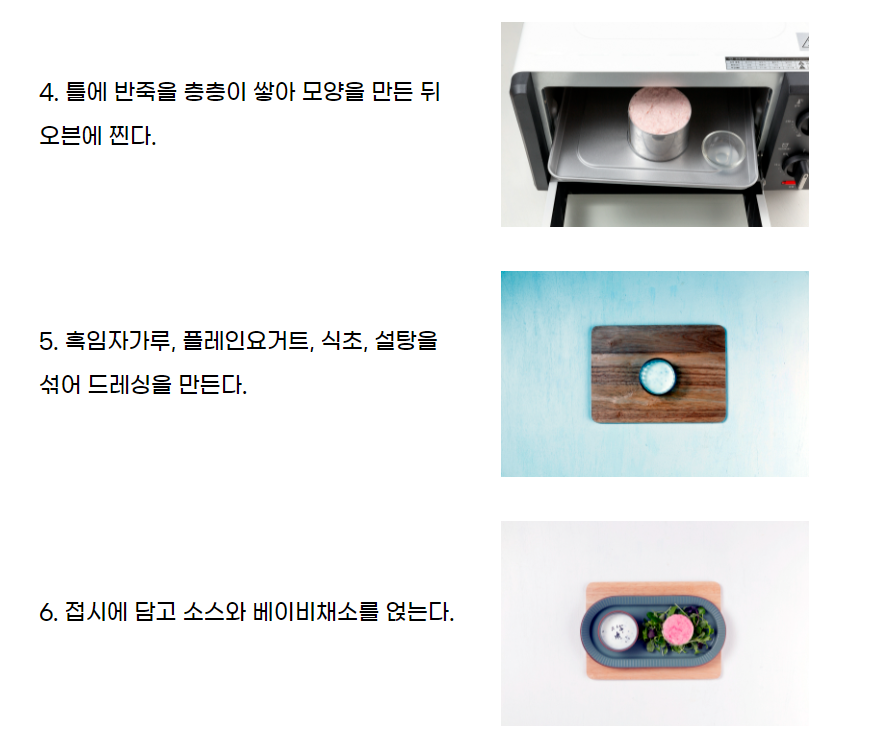 4. 틀에 반죽을 층층이 쌓아 모양을 만든 뒤
오븐에 찐다.
5. 흑임자가루, 플레인요거트, 식초, 설탕을
섞어 드레싱을 만든다.
6. 접시에 담고 소스와 베이비채소를 얹는다.